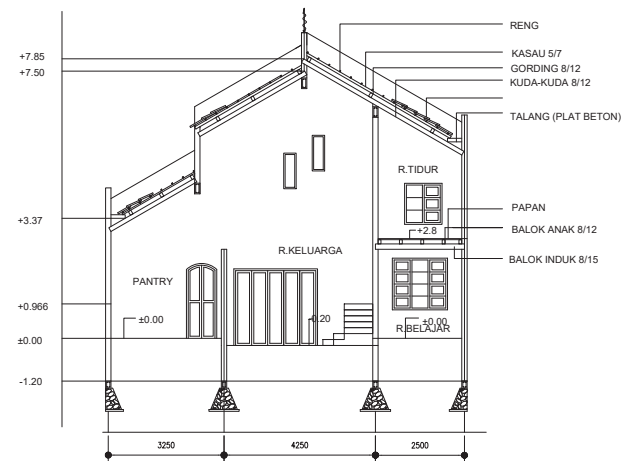 RENG
KASAU 5/7
GORDING 8/12
KUDA-KUDA 8/12
TALANG (PLAT BETON)
+7.85
+7.50
R.TIDUR
PAPAN
+3.37
+2.8
BALOK ANAK 8/12
R.KELUARGA
BALOK INDUK 8/15
PANTRY
+0.966
±0.00
-0.20
±0.00
R.BELAJAR
±0.00
-1.20
3250
4250
2500